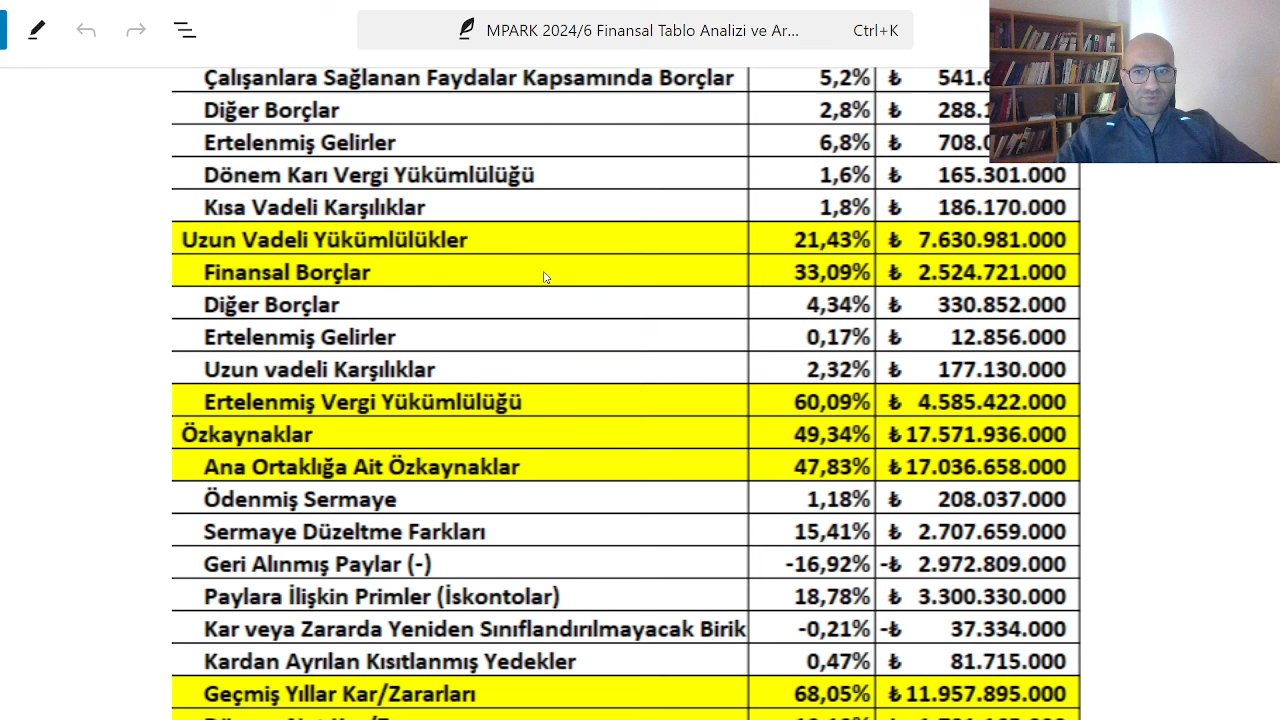 MPARK 2024/6 Finansal Tablo Analizi ve Ar... Ctrl+K
Çalışanlara Sağlanan Faydalar Kapsamında Borçlar 5,2% ₺ 541.6
Diğer Borçlar 2,8% ₺ 288.1
Ertelenmiş Gelirler 6,8% ₺ 708.0
Dönem Karı Vergi Yükümlülüğü 1,6% ₺ 165.301.000
Kısa Vadeli Karşılıklar 1,8% ₺ 186.170.000
Uzun Vadeli Yükümlülükler 21,43% ₺ 7.630.981.000
Finansal Borçlar 33,09% ₺ 2.524.721.000
Diğer Borçlar 4,34% ₺ 330.852.000
Ertelenmiş Gelirler 0,17% ₺ 12.856.000
Uzun vadeli Karşılıklar 2,32% ₺ 177.130.000
Ertelenmiş Vergi Yükümlülüğü 60,09% ₺ 4.585.422.000
Özkaynaklar 49,34% ₺ 17.571.936.000
Ana Ortaklığa Ait Özkaynaklar 47,83% ₺ 17.036.658.000
Ödenmiş Sermaye 1,18% ₺ 208.037.000
Sermaye Düzeltme Farkları 15,41% ₺ 2.707.659.000
Geri Alınmış Paylar (-) -16,92% -₺ 2.972.809.000
Paylara İlişkin Primler (İskontolar) 18,78% ₺ 3.300.330.000
Kar veya Zararda Yeniden Sınıflandırılmayacak Birik -0,21% -₺ 37.334.000
Kardan Ayrılan Kısıtlanmış Yedekler 0,47% ₺ 81.715.000
Geçmiş Yıllar Kar/Zararları 68,05% ₺ 11.957.895.000